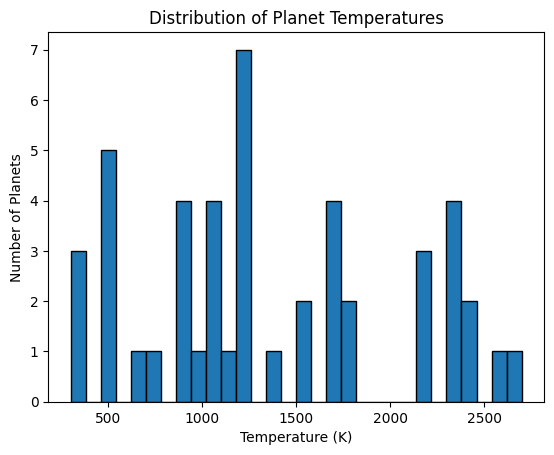 Distribution of Planet Temperatures
Number of Planets
7
6
5
4
3
2
1
0
500 1000 1500 2000 2500
Temperature (K)